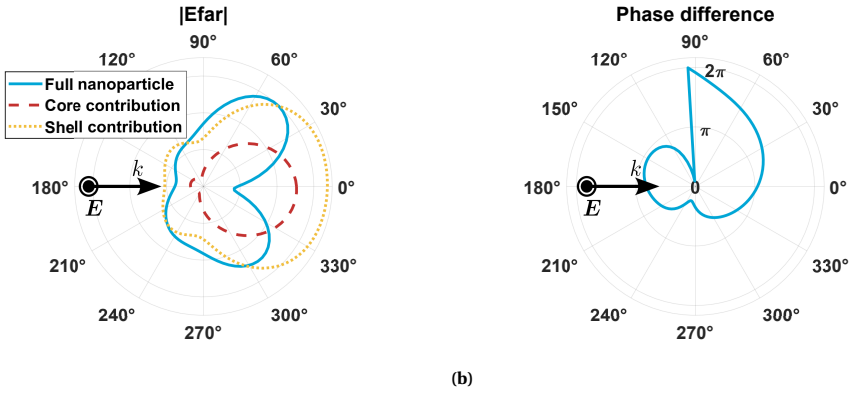 |Efar|
90°
120°
60°
Full nanoparticle
Core contribution
Shell contribution
30°
k
180°
0°
E
210°
330°
240°
300°
270°
Phase difference
90°
120°
60°
2π
150°
30°
π
k
180°
0
0°
E
210°
330°
240°
300°
270°
(b)